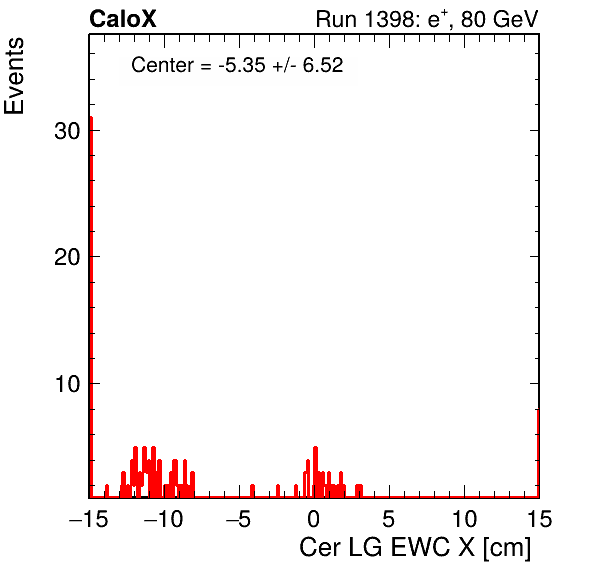 CaloX Run 1398: e⁺, 80 GeV
Center = -5.35 +/- 6.52
Events
30
20
10
−15 −10 −5 0 5 10 15
Cer LG EWC X [cm]